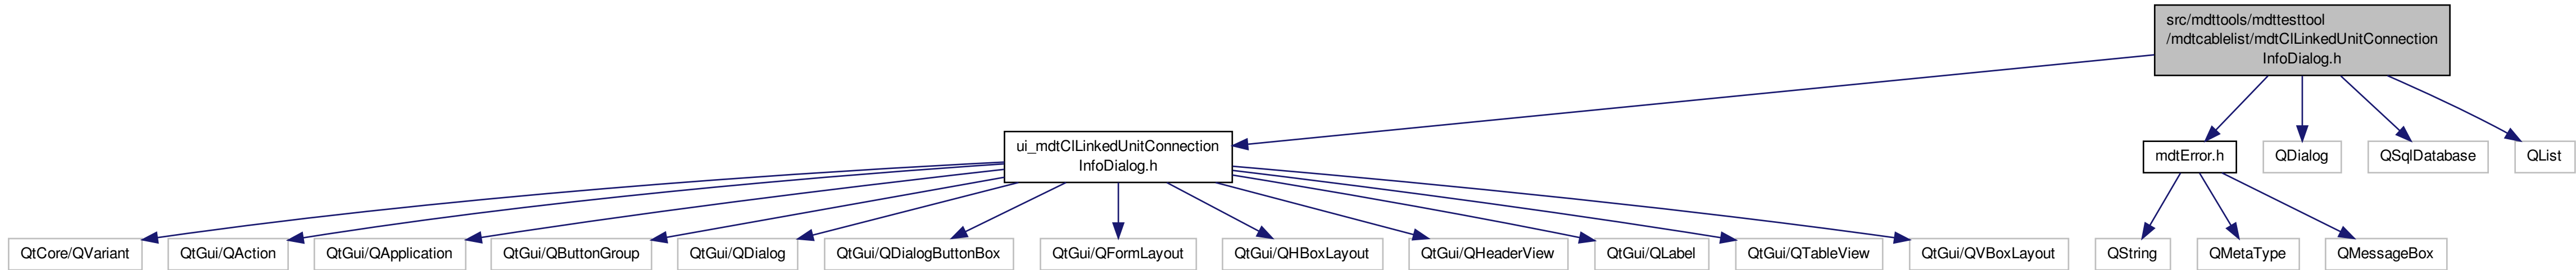 src/mdttools/mdttesttool
/mdtcablelist/mdtClLinkedUnitConnection
InfoDialog.h
ui_mdtClLinkedUnitConnection
InfoDialog.h
mdtError.h
QDialog
QSqlDatabase
QList
QtCore/QVariant
QtGui/QAction
QtGui/QApplication
QtGui/QButtonGroup
QtGui/QDialog
QtGui/QDialogButtonBox
QtGui/QFormLayout
QtGui/QHBoxLayout
QtGui/QHeaderView
QtGui/QLabel
QtGui/QTableView
QtGui/QVBoxLayout
QString
QMetaType
QMessageBox